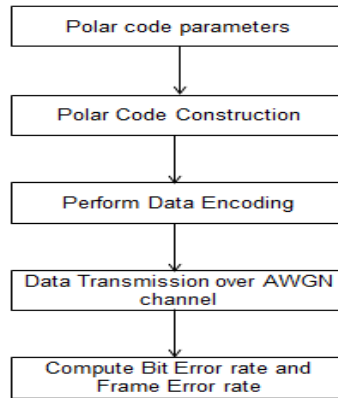 Polar code parameters
Polar Code Construction
Perform Data Encoding
Data Transmission over AWGN
channel
Compute Bit Error rate and
Frame Error rate